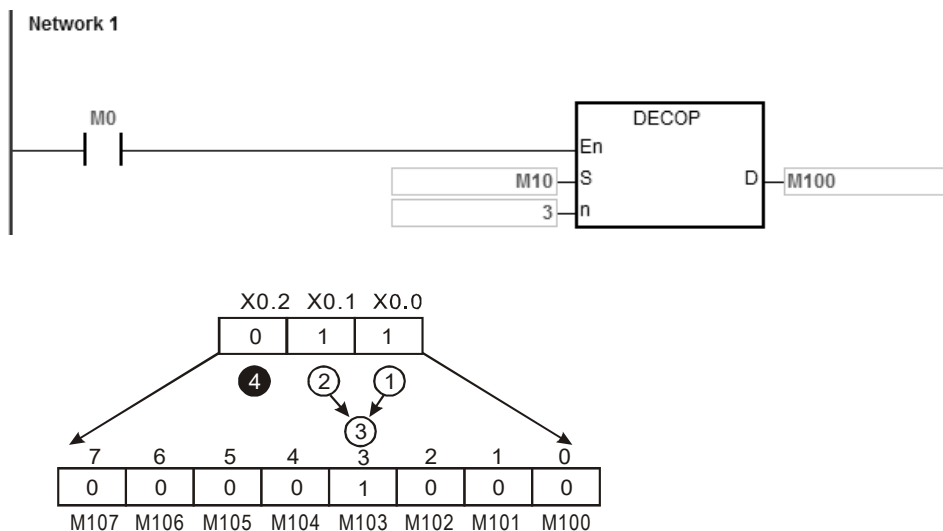 Network 1
M0
DECOP
En
M10 S D M100
3 n
X0.2 X0.1 X0.0
0 1 1
4 2 1
3
7 6 5 4 3 2 1 0
0 0 0 0 1 0 0 0
M107 M106 M105 M104 M103 M102 M101 M100